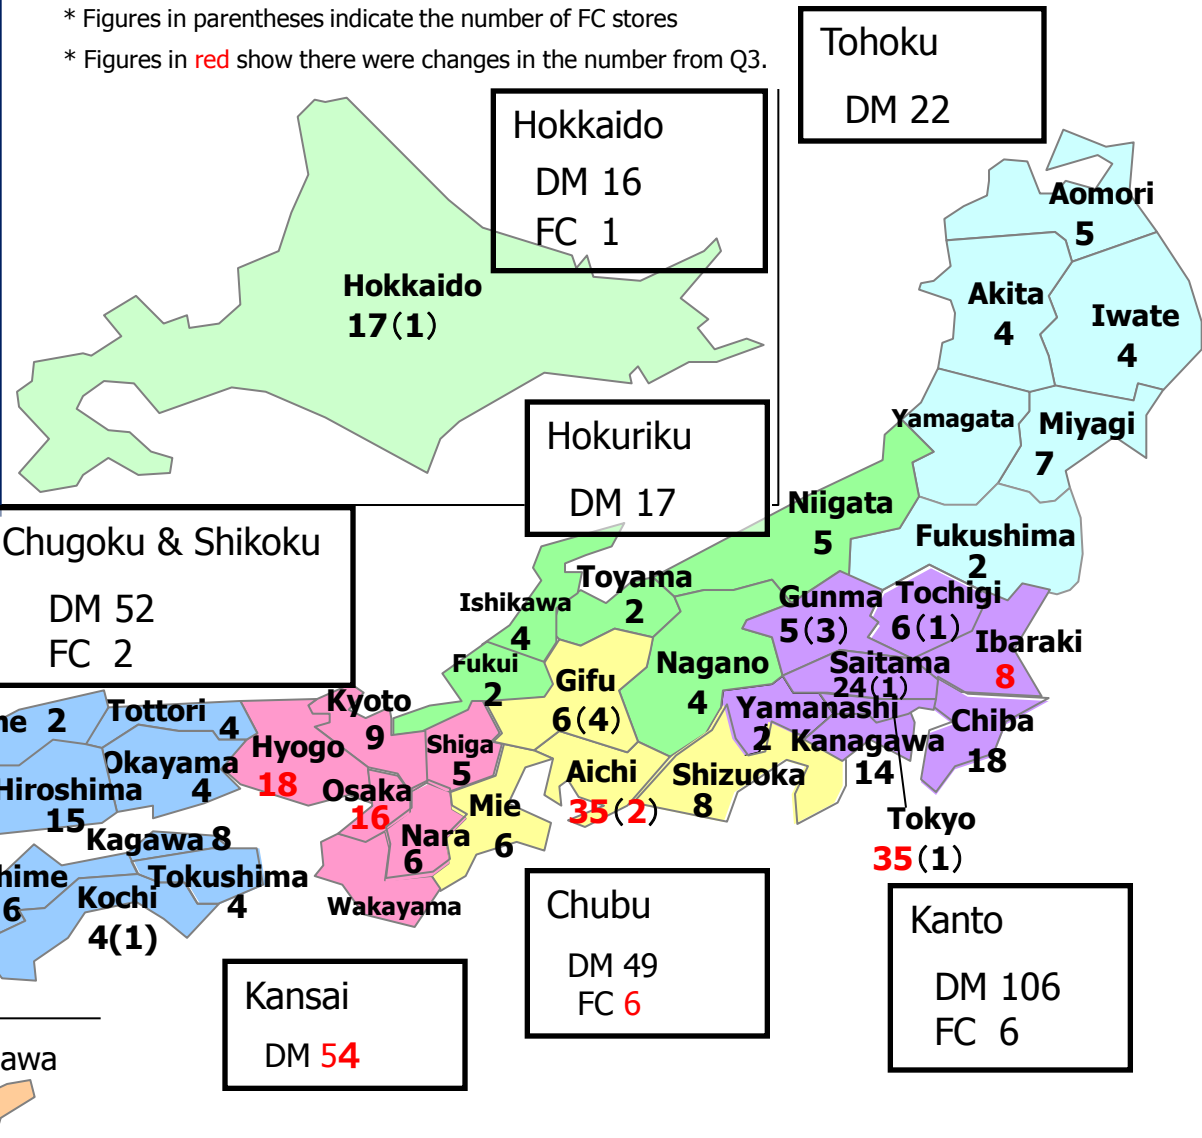 * Figures in parentheses indicate the number of FC stores
* Figures in red show there were changes in the number from Q3.
Tohoku
DM 22
Hokkaido
DM 16
FC 1
Hokkaido
17(1)
Aomori
5
Akita
4
Iwate
4
Yamagata
Miyagi
7
Hokuriku
DM 17
Niigata
5
Fukushima
2
Chugoku & Shikoku
DM 52
FC 2
Toyama
2
Ishikawa
4
Fukui
2
Gunma
5(3)
Tochigi
6(1)
Ibaraki
8
Saitama
24(1)
Nagano
4
Gifu
6(4)
Yamanashi
2
Kanagawa
14
Chiba
18
Tokyo
35(1)
ne 2
Tottori
4
Kyoto
9
Hyogo
18
Shiga
5
Okayama
4
Hiroshima
15
Osaka
16
Nara
6
Mie
6
Aichi
35(2)
Shizuoka
8
Kagawa 8
hime
6
Kochi
4(1)
Tokushima
4
Wakayama
Chubu
DM 49
FC 6
Kanto
DM 106
FC 6
Kansai
DM 54
awa